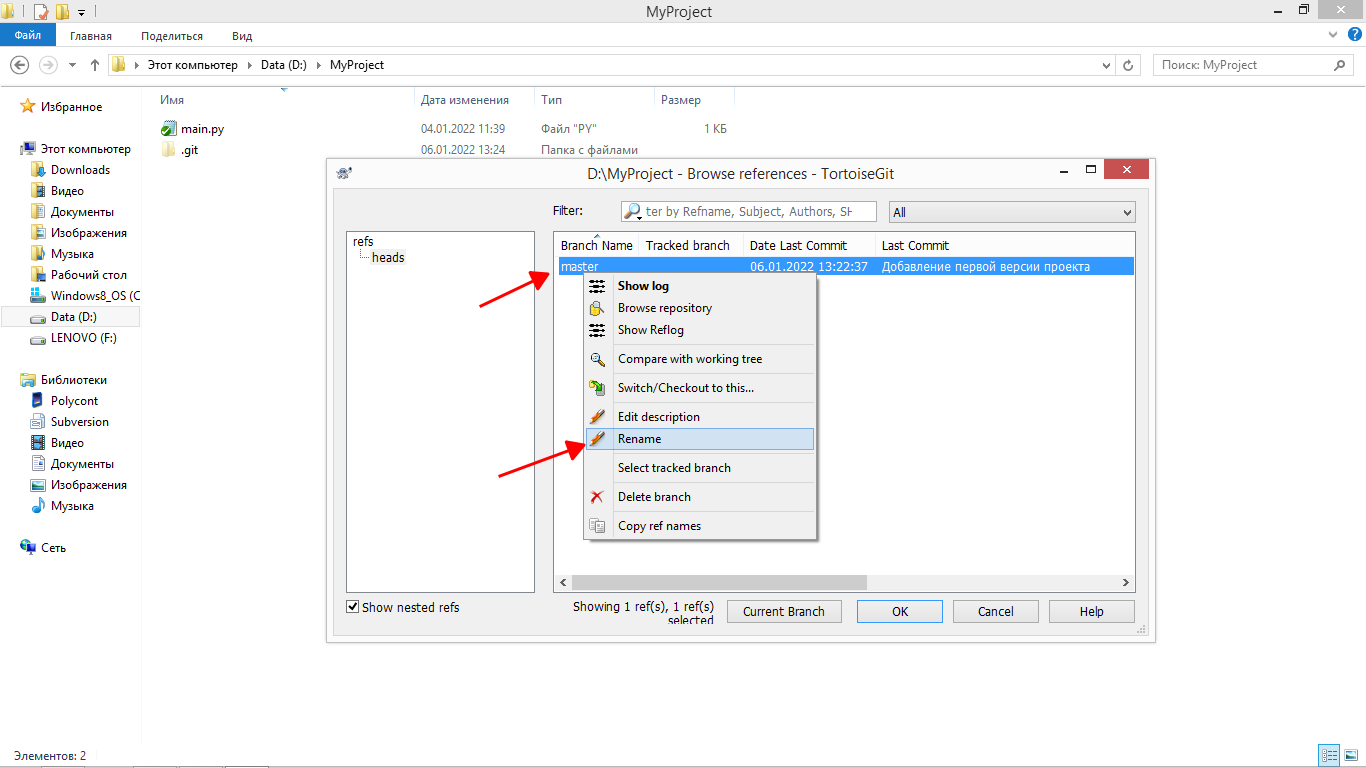 MyProject
Файл Главная Поделиться Вид
Этот компьютер Data (D:) MyProject
Поиск: MyProject
Имя Дата изменения Тип Размер
main.py 04.01.2022 11:39 Файл "PY" 1 КБ
.git 06.01.2022 13:24 Папка с файлами
Избранное
Этот компьютер
Downloads
Видео
Документы
Изображения
Музыка
Рабочий стол
Windows8_OS (C
Data (D:)
LENOVO (F:)
Библиотеки
Polycont
Subversion
Видео
Документы
Изображения
Музыка
Сеть
D:\MyProject - Browse references - TortoiseGit
Filter: ter by Refname, Subject, Authors, SH All
refs
heads
Branch Name Tracked branch Date Last Commit Last Commit
master 06.01.2022 13:22:37 Добавление первой версии проекта
Show log
Browse repository
Show Reflog
Compare with working tree
Switch/Checkout to this...
Edit description
Rename
Select tracked branch
Delete branch
Copy ref names
Show nested refs
Showing 1 ref(s), 1 ref(s)
selected
Current Branch OK Cancel Help
Элементов: 2